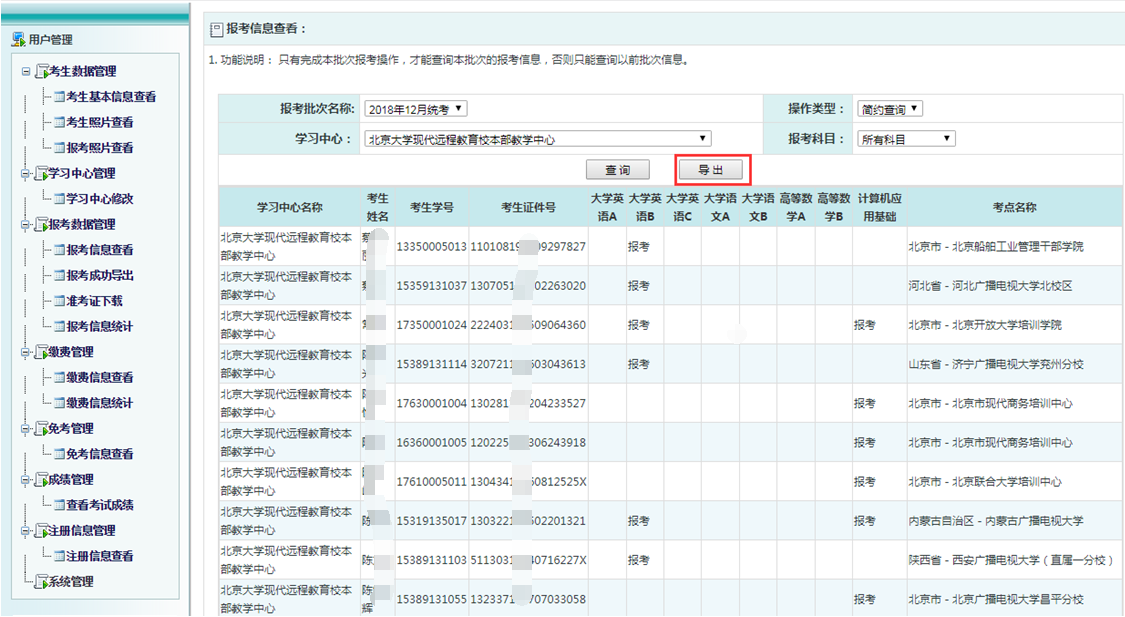 用户管理
考生数据管理
考生基本信息查看
考生照片查看
报考照片查看
学习中心管理
学习中心修改
报考数据管理
报考信息查看
报考成功导出
准考证下载
报考信息统计
缴费管理
缴费信息查看
缴费信息统计
免考管理
免考信息查看
成绩管理
查看考试成绩
注册信息管理
注册信息查看
系统管理
报考信息查看：
1. 功能说明： 只有完成本批次报考操作，才能查询本批次的报考信息，否则只能查询以前批次信息。
报考批次名称: 2018年12月统考 操作类型： 简约查询
学习中心： 北京大学现代远程教育校本部教学中心 报考科目： 所有科目
查 询 导 出
学习中心名称 考生姓名 考生学号 考生证件号 大学英语A 大学英语B 大学英语C 大学语文A 大学语文B 高等数学A 高等数学B 计算机应用基础 考点名称
北京大学现代远程教育校本部教学中心 13350005013 1101081 09297827 报考 北京市 - 北京船舶工业管理干部学院
北京大学现代远程教育校本部教学中心 15359131037 1307051 02263020 报考 河北省 - 河北广播电视大学北校区
北京大学现代远程教育校本部教学中心 17350001024 222403 609064360 报考 报考 北京市 - 北京开放大学培训学院
北京大学现代远程教育校本部教学中心 15389131114 3207211 03043613 报考 山东省 - 济宁广播电视大学兖州分校
北京大学现代远程教育校本部教学中心 17630001004 130281 204233527 报考 北京市 - 北京市现代商务培训中心
北京大学现代远程教育校本部教学中心 16360001005 120225 306243918 报考 北京市 - 北京市现代商务培训中心
北京大学现代远程教育校本部教学中心 17610005011 130434 0812525X 报考 北京市 - 北京联合大学培训中心
北京大学现代远程教育校本部教学中心 陈 15319135017 1303221 02201321 报考 报考 内蒙古自治区 - 内蒙古广播电视大学
北京大学现代远程教育校本部教学中心 陈 15389131103 511303 40716227X 报考 陕西省 - 西安广播电视大学（直属一分校）
北京大学现代远程教育校本部教学中心 陈 辉 15389131055 132337 707033058 报考 北京市 - 北京广播电视大学昌平分校